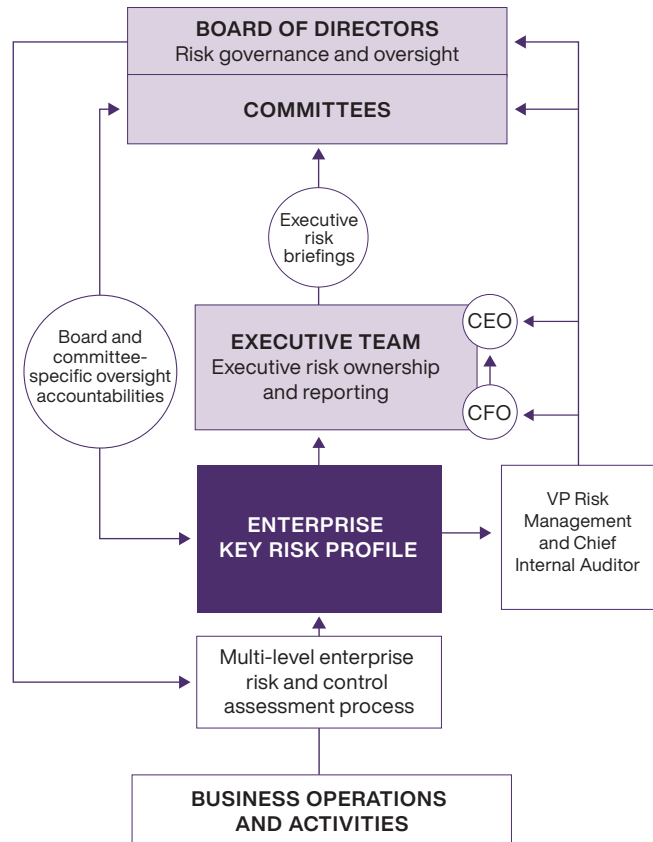 BOARD OF DIRECTORS
Risk governance and oversight
COMMITTEES
Executive
risk
briefings
CEO
EXECUTIVE TEAM
Executive risk ownership
and reporting
CFO
Board and
committee-
specific oversight
accountabilities
ENTERPRISE
KEY RISK PROFILE
VP Risk
Management
and Chief
Internal Auditor
Multi-level enterprise
risk and control
assessment process
BUSINESS OPERATIONS
AND ACTIVITIES